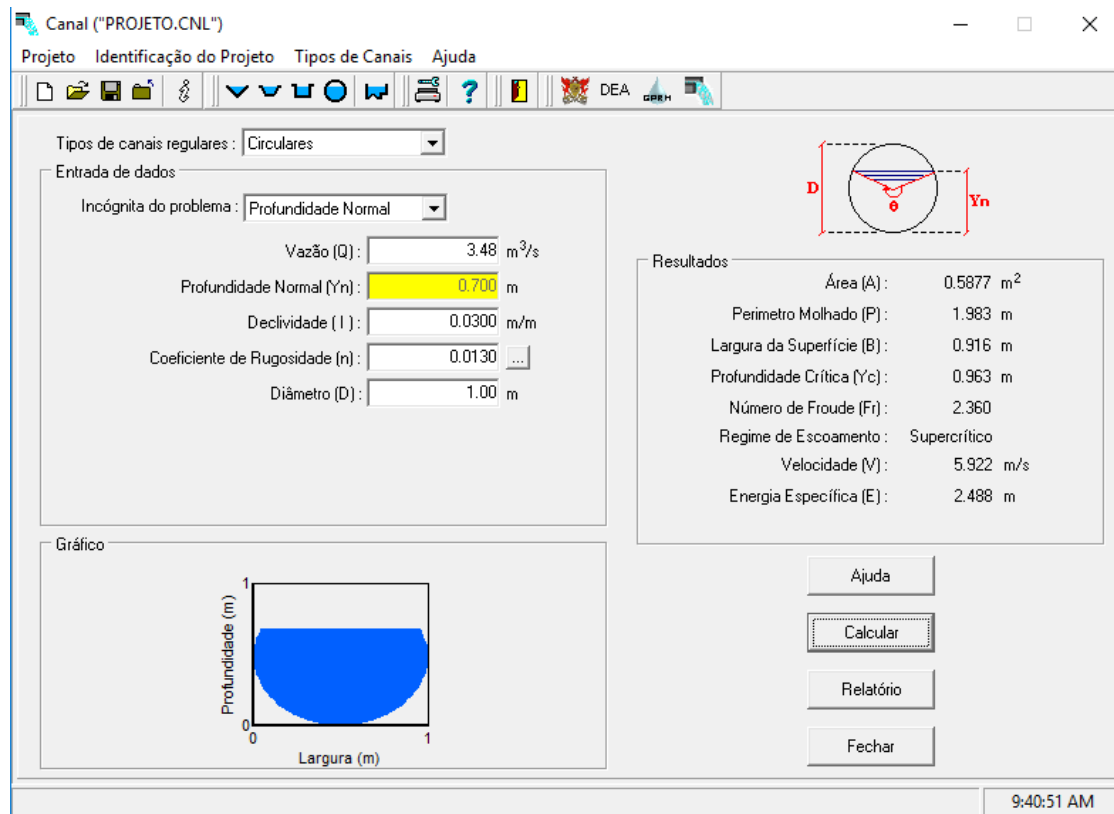 Canal ("PROJETO.CNL")
Projeto Identificação do Projeto Tipos de Canais Ajuda
DEA GPRH
Tipos de canais regulares : Circulares
Entrada de dados
Incógnita do problema : Profundidade Normal
Vazão (Q) : 3.48 m³/s
Profundidade Normal (Yn) : 0.700 m
Declividade ( I ) : 0.0300 m/m
Coeficiente de Rugosidade (n) : 0.0130 ...
Diâmetro (D) : 1.00 m
D
θ
Yn
Resultados
Área (A) : 0.5877 m²
Perimetro Molhado (P) : 1.983 m
Largura da Superfície (B) : 0.916 m
Profundidade Crítica (Yc) : 0.963 m
Número de Froude (Fr) : 2.360
Regime de Escoamento : Supercrítico
Velocidade (V) : 5.922 m/s
Energia Específica (E) : 2.488 m
Gráfico
Profundidade (m)
1
0
0 1
Largura (m)
Ajuda
Calcular
Relatório
Fechar
9:40:51 AM